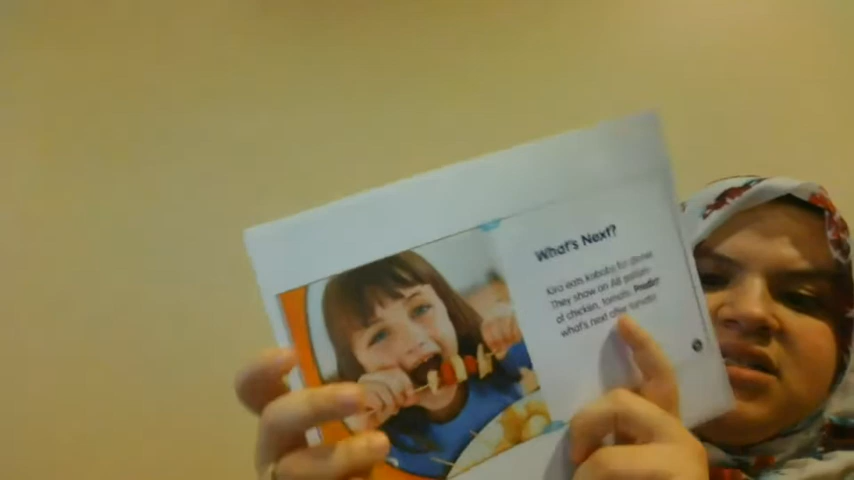 What's Next?
Kira eats kabobs for dinner.
They show an AB pattern
of chicken, tomato. Predict
what's next after tomato.